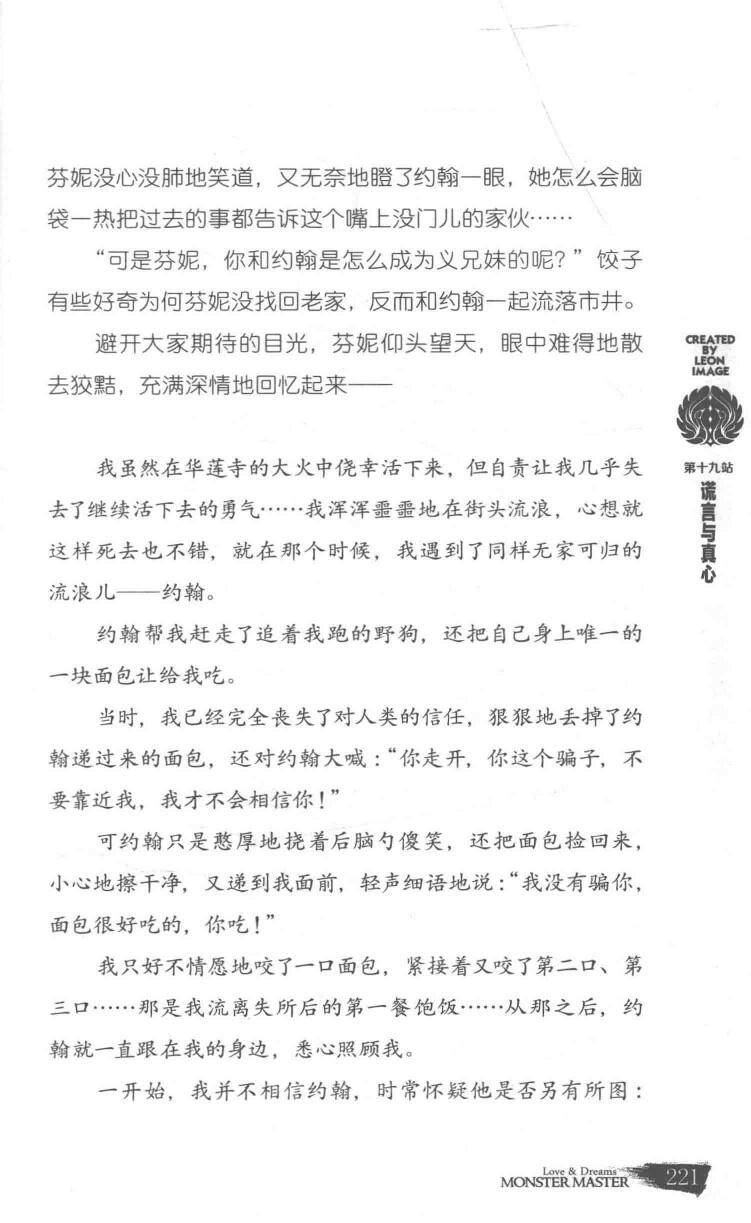 芬妮没心没肺地笑道，又无奈地瞪了约翰一眼，她怎么会脑
袋一热把过去的事都告诉这个嘴上没门儿的家伙……
“可是芬妮，你和约翰是怎么成为义兄妹的呢？”饺子
有些好奇为何芬妮没找回老家，反而和约翰一起流落市井。
避开大家期待的目光，芬妮仰头望天，眼中难得地散
去狡黠，充满深情地回忆起来——
我虽然在华莲寺的大火中侥幸活下来，但自责让我几乎失
去了继续活下去的勇气……我浑浑噩噩地在街头流浪，心想就
这样死去也不错，就在那个时候，我遇到了同样无家可归的
流浪儿——约翰。
约翰帮我赶走了追着我跑的野狗，还把自己身上唯一的
一块面包让给我吃。
当时，我已经完全丧失了对人类的信任，狠狠地丢掉了约
翰递过来的面包，还对约翰大喊：“你走开，你这个骗子，不
要靠近我，我才不会相信你！”
可约翰只是憨厚地挠着后脑勺傻笑，还把面包捡回来，
小心地擦干净，又递到我面前，轻声细语地说：“我没有骗你，
面包很好吃的，你吃！”
我只好不情愿地咬了一口面包，紧接着又咬了第二口、第
三口……那是我流离失所后的第一餐饱饭……从那之后，约
翰就一直跟在我的身边，悉心照顾我。
一开始，我并不相信约翰，时常怀疑他是否另有所图：
CREATED
BY
LEON
IMAGE
第十九站
谎言与真心
Love & Dreams
MONSTER MASTER
221